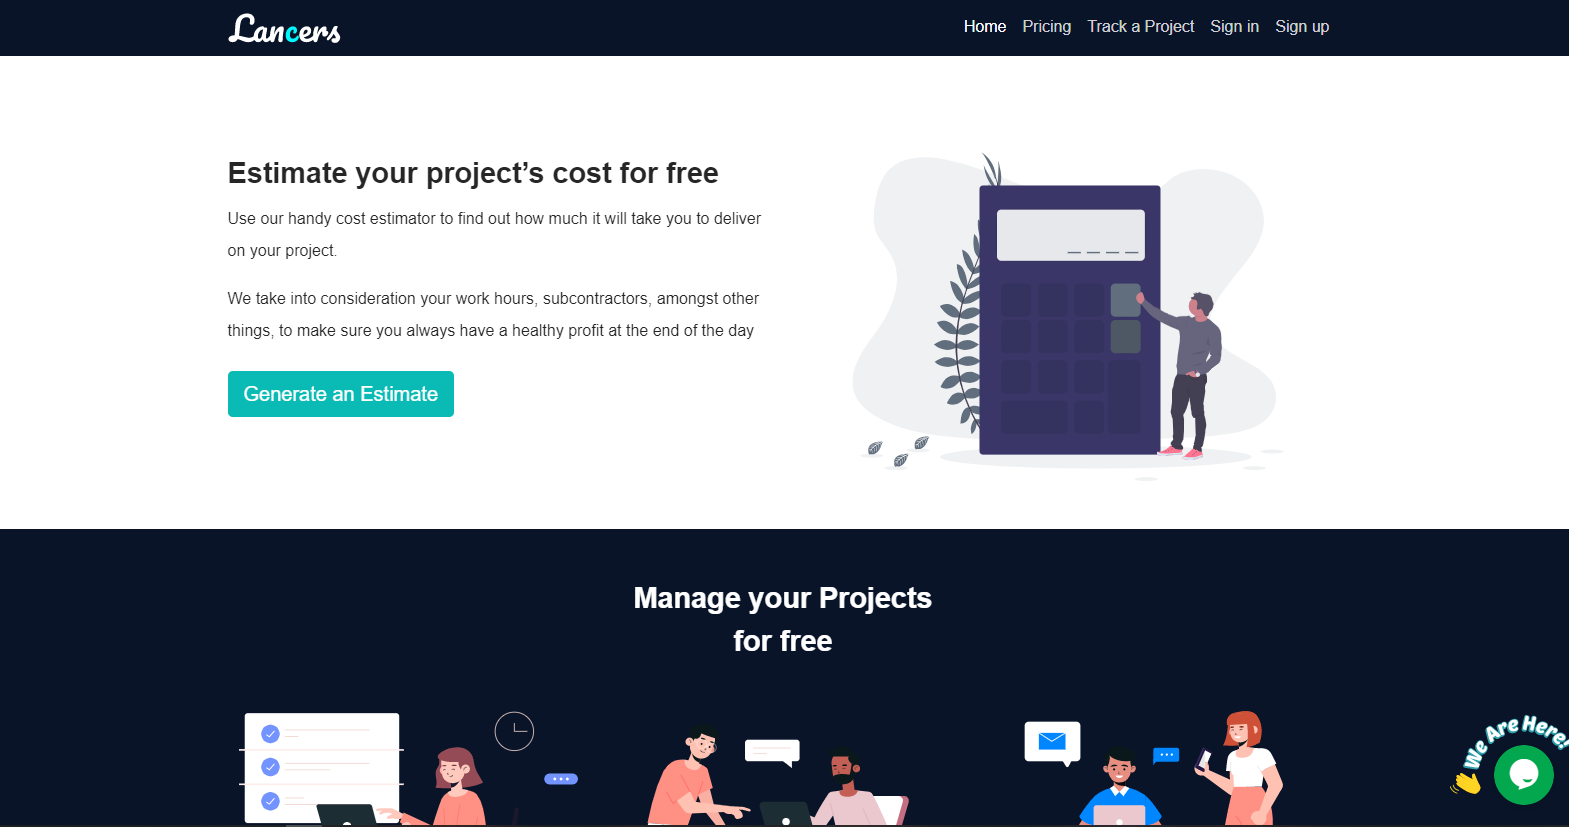 Lancers
Home Pricing Track a Project Sign in Sign up
Estimate your project’s cost for free
Use our handy cost estimator to find out how much it will take you to deliver
on your project.
We take into consideration your work hours, subcontractors, amongst other
things, to make sure you always have a healthy profit at the end of the day
Generate an Estimate
Manage your Projects
for free
We Are Here!